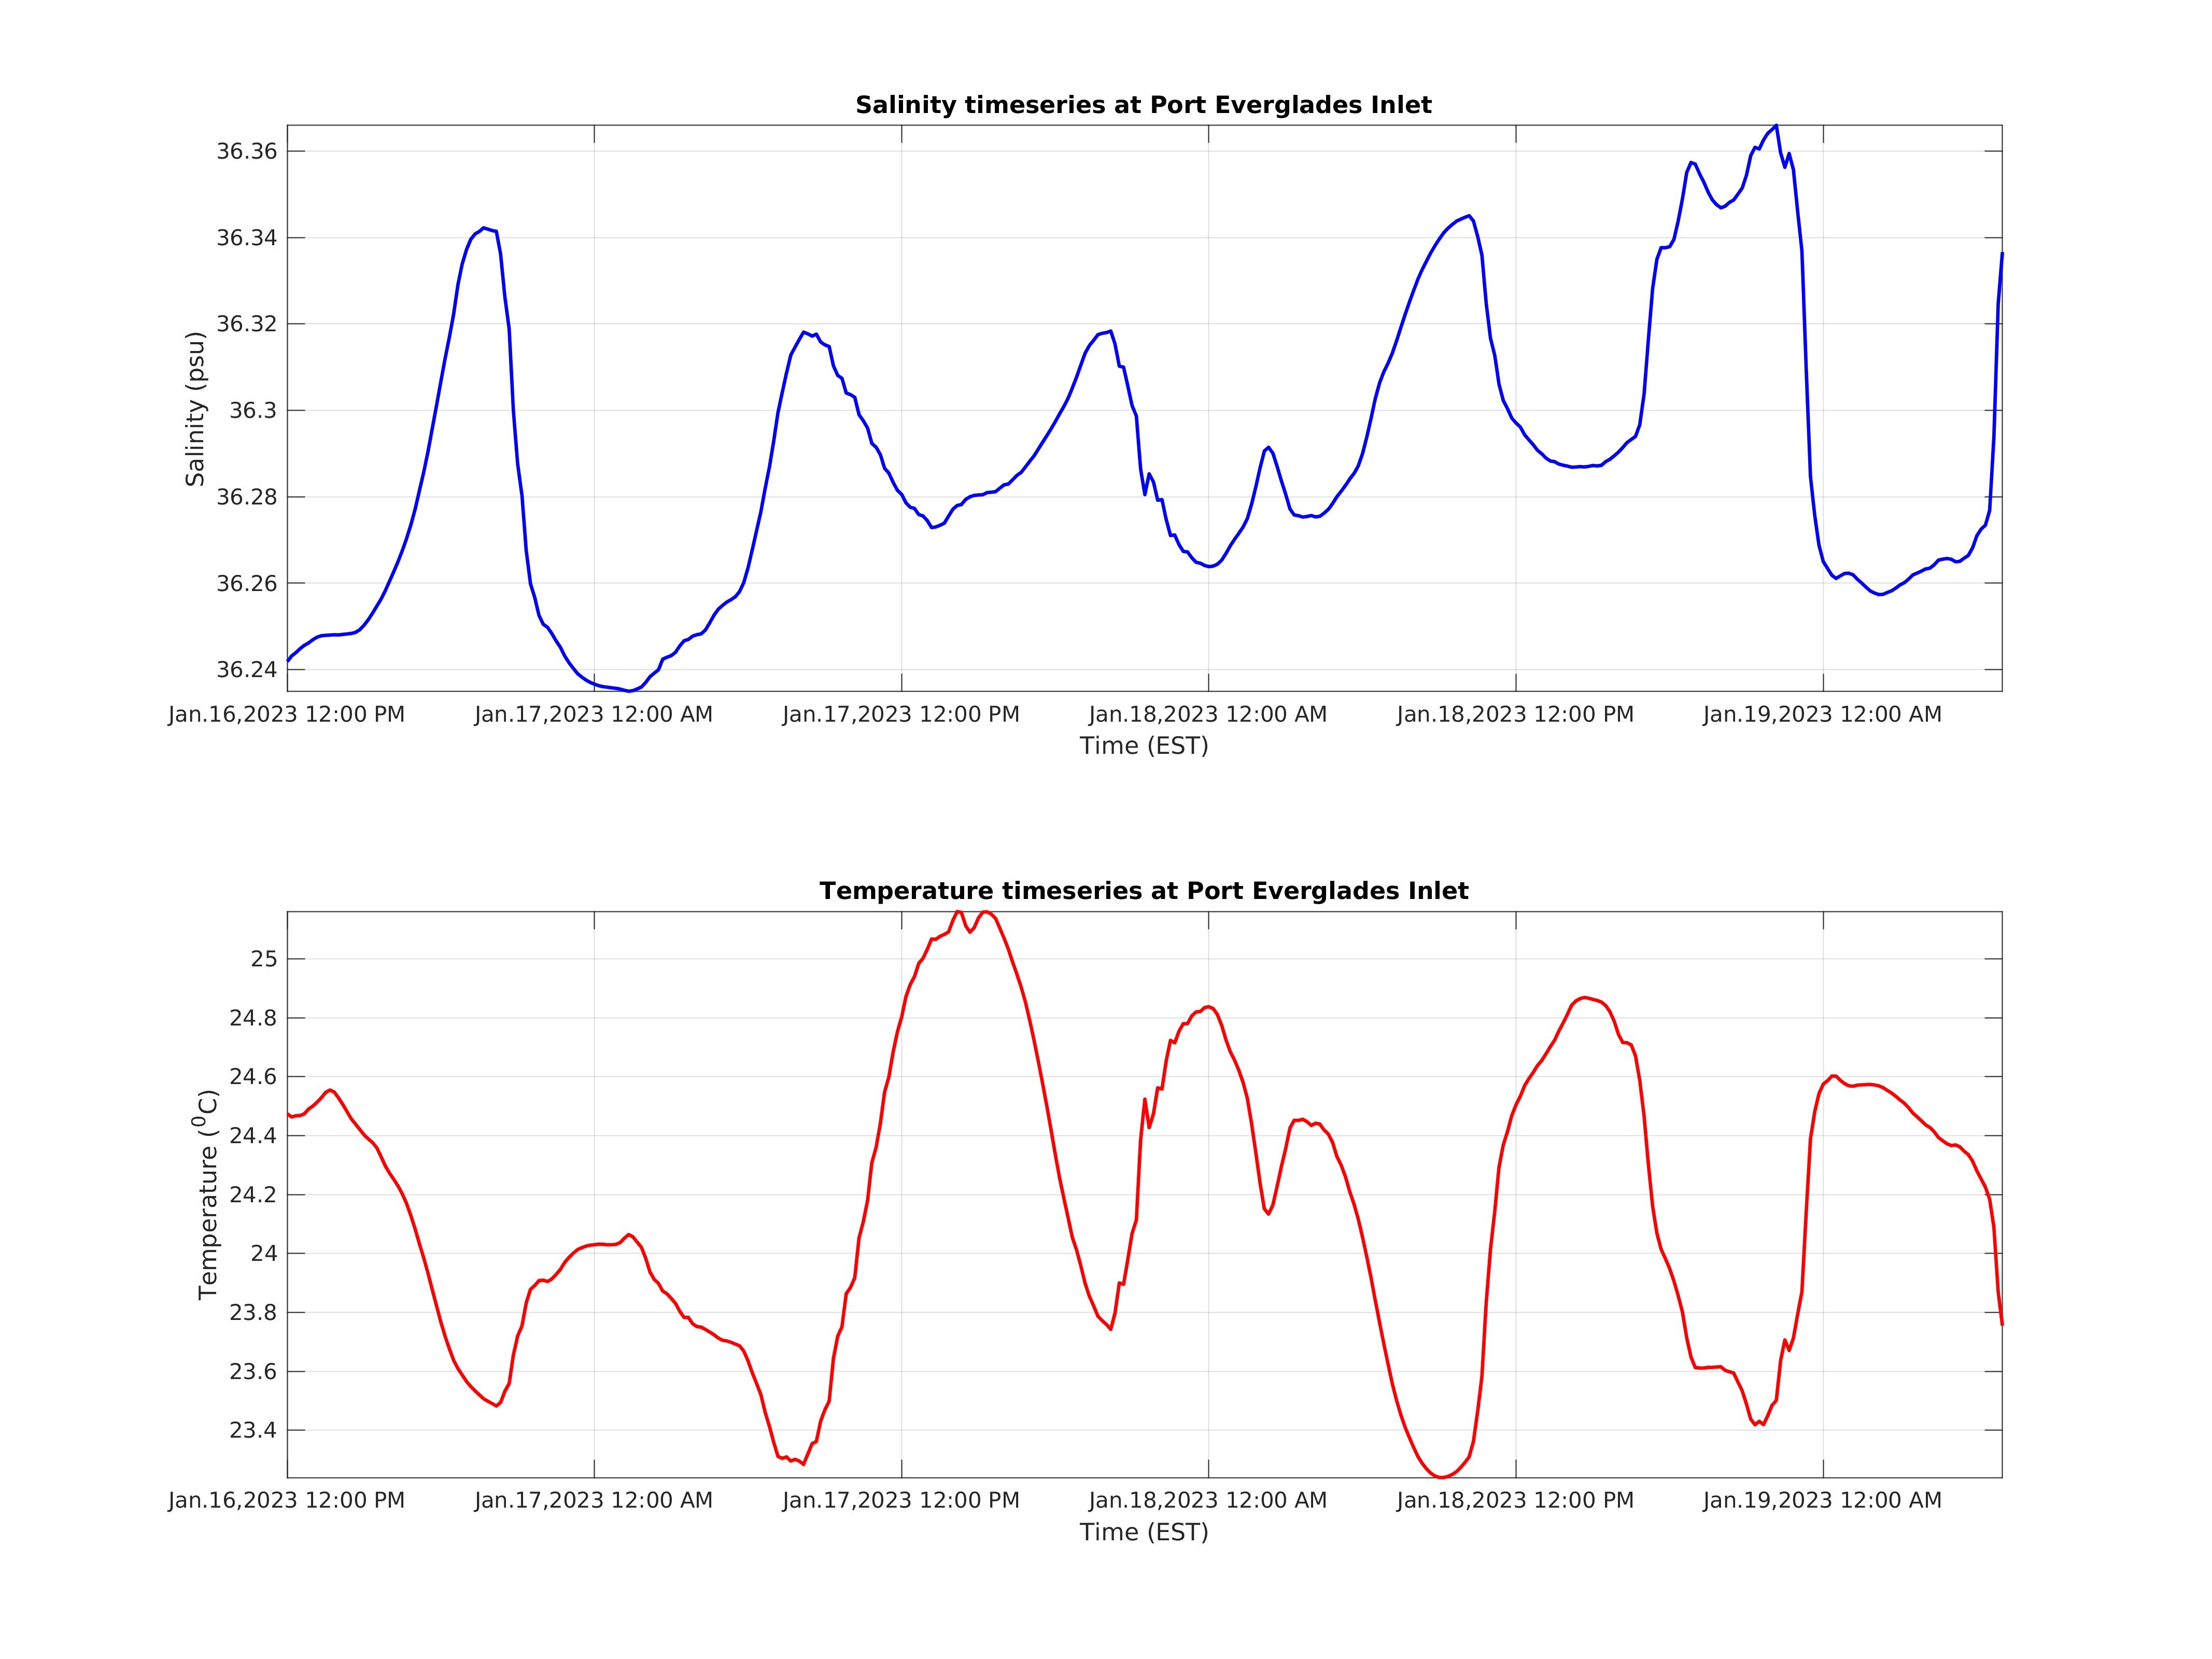 Salinity timeseries at Port Everglades Inlet
Salinity (psu)
36.36
36.34
36.32
36.3
36.28
36.26
36.24
Jan.16,2023 12:00 PM Jan.17,2023 12:00 AM Jan.17,2023 12:00 PM Jan.18,2023 12:00 AM Jan.18,2023 12:00 PM Jan.19,2023 12:00 AM
Time (EST)
Temperature timeseries at Port Everglades Inlet
Temperature (⁰C)
25
24.8
24.6
24.4
24.2
24
23.8
23.6
23.4
Jan.16,2023 12:00 PM Jan.17,2023 12:00 AM Jan.17,2023 12:00 PM Jan.18,2023 12:00 AM Jan.18,2023 12:00 PM Jan.19,2023 12:00 AM
Time (EST)